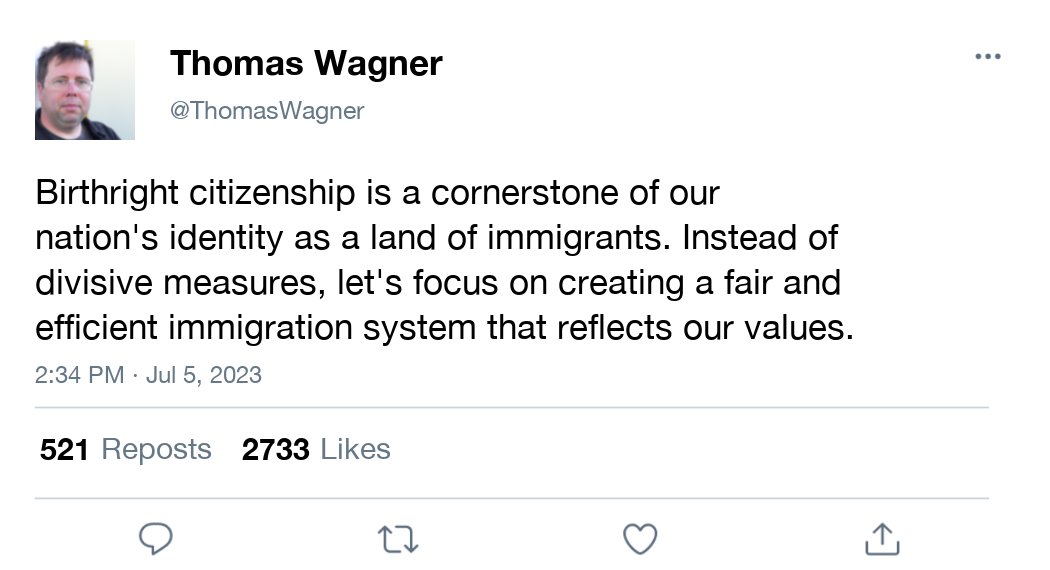 Thomas Wagner
@ThomasWagner
Birthright citizenship is a cornerstone of our
nation's identity as a land of immigrants. Instead of
divisive measures, let's focus on creating a fair and
efficient immigration system that reflects our values.
2:34 PM · Jul 5, 2023
521 Reposts 2733 Likes